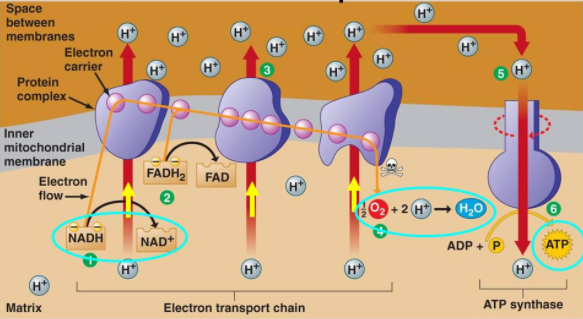 Space
between
membranes
H⁺
H⁺
H⁺
H⁺
H⁺
H⁺
H⁺
H⁺
H⁺
Electron
carrier
H⁺
H⁺
3
H⁺
5
H⁺
Protein
complex
Inner
mitochondrial
membrane
FADH₂
FAD
Electron
flow
2
H⁺
1/2 O₂ + 2 H⁺ → H₂O
6
NADH
NAD⁺
4
ADP + P
ATP
1
H⁺
H⁺
H⁺
H⁺
H⁺
Matrix
Electron transport chain
ATP synthase